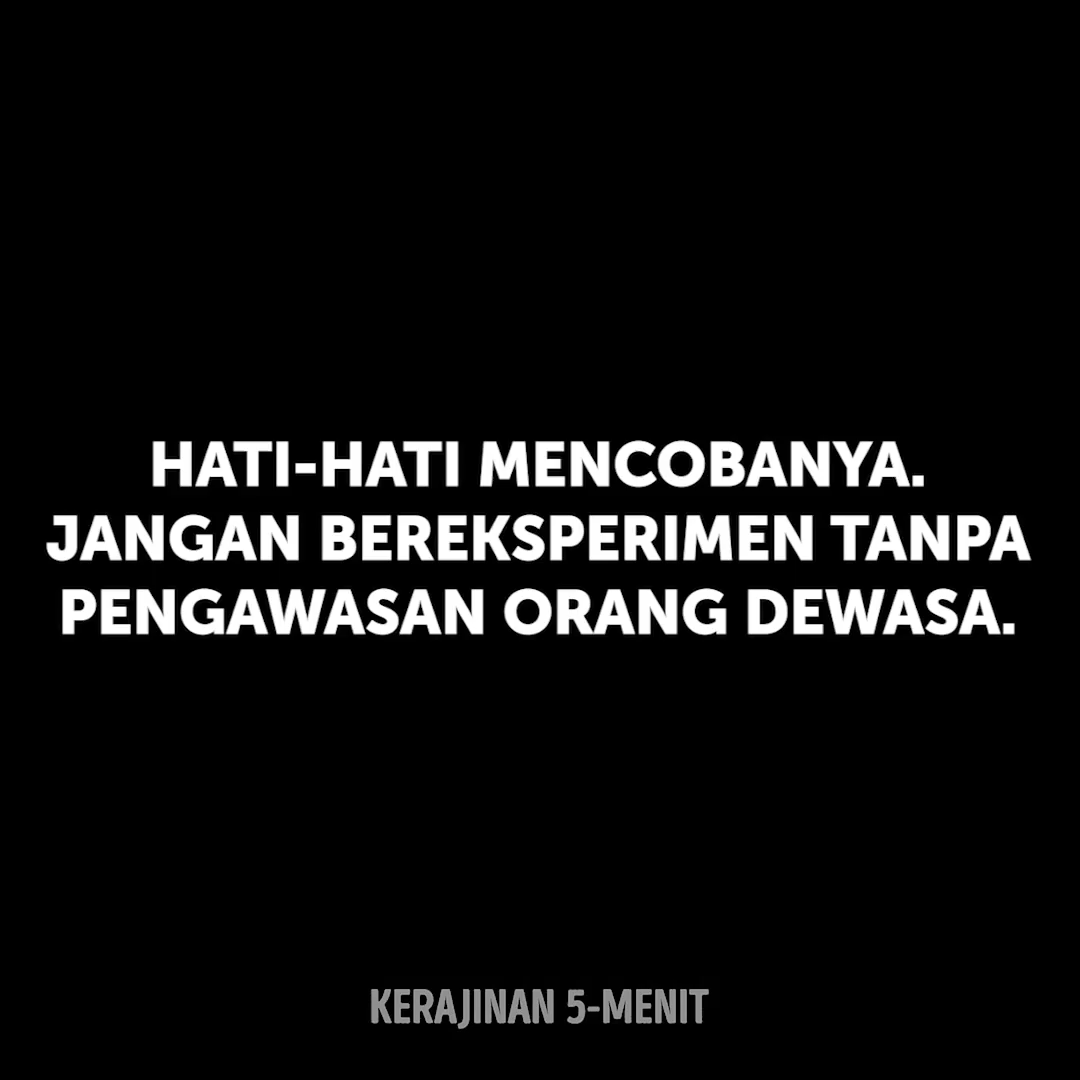 HATI-HATI MENCOBANYA.
JANGAN BEREKSPERIMEN TANPA
PENGAWASAN ORANG DEWASA.
KERAJINAN 5-MENIT